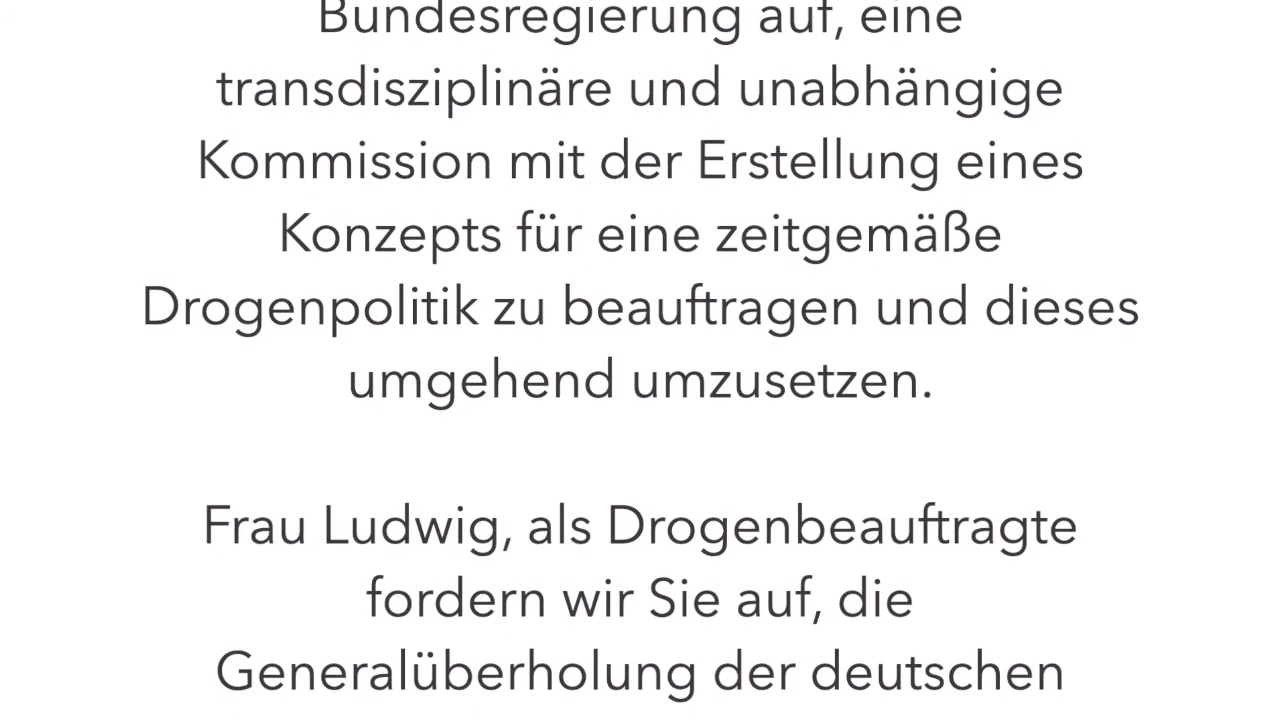 Bundesregierung auf, eine
transdisziplinäre und unabhängige
Kommission mit der Erstellung eines
Konzepts für eine zeitgemäße
Drogenpolitik zu beauftragen und dieses
umgehend umzusetzen.
Frau Ludwig, als Drogenbeauftragte
fordern wir Sie auf, die
Generalüberholung der deutschen